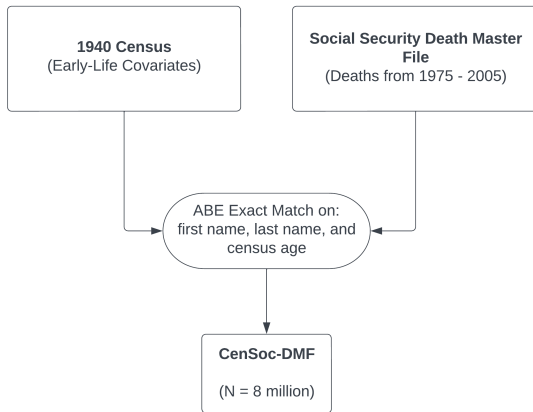 1940 Census
(Early-Life Covariates)
Social Security Death Master
File
(Deaths from 1975 - 2005)
ABE Exact Match on:
first name, last name, and
census age
CenSoc-DMF
(N = 8 million)